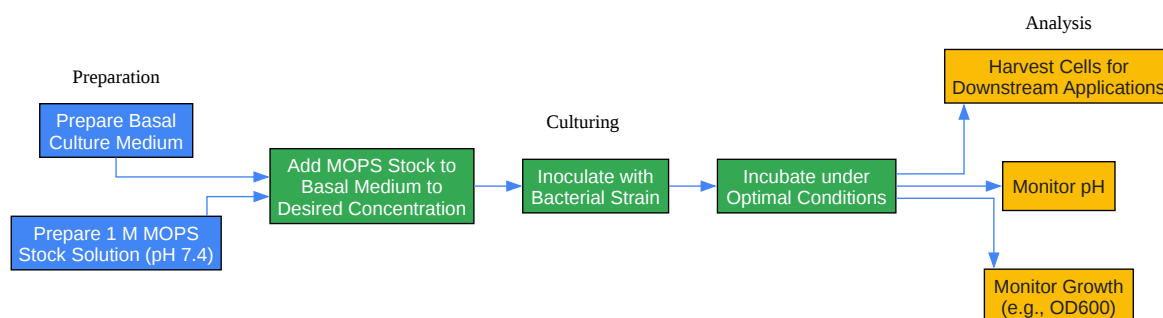 Preparation
Prepare Basal
Culture Medium
Prepare 1 M MOPS
Stock Solution (pH 7.4)
Culturing
Add MOPS Stock to
Basal Medium to
Desired Concentration
Inoculate with
Bacterial Strain
Incubate under
Optimal Conditions
Analysis
Harvest Cells for
Downstream Applications
Monitor pH
Monitor Growth
(e.g., OD600)